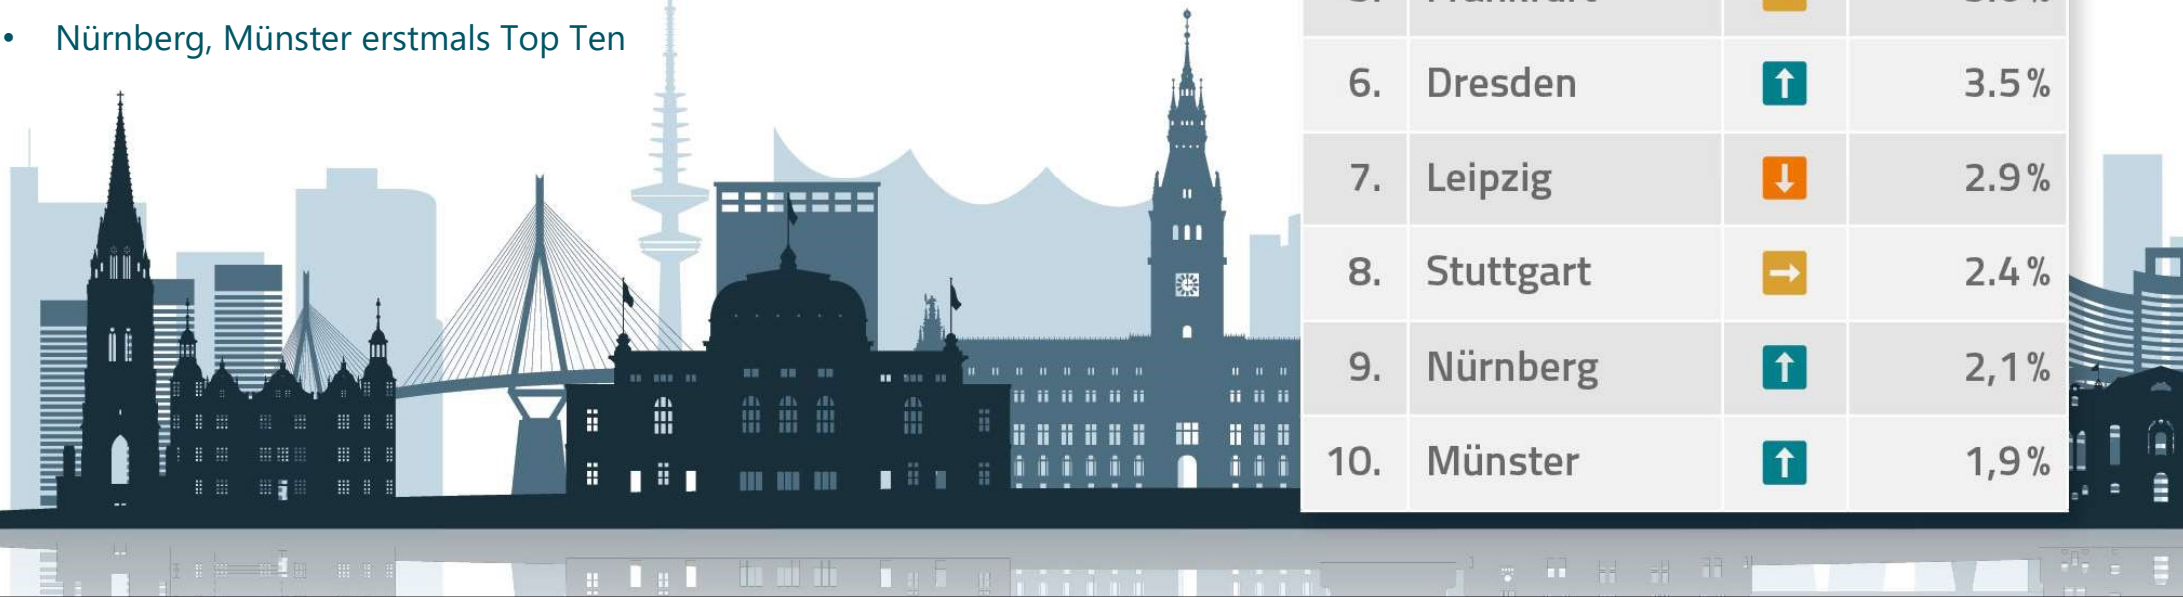 • Nürnberg, Münster erstmals Top Ten
6. Dresden ↑ 3.5%
7. Leipzig ↓ 2.9%
8. Stuttgart → 2.4%
9. Nürnberg ↑ 2,1%
10. Münster ↑ 1,9%